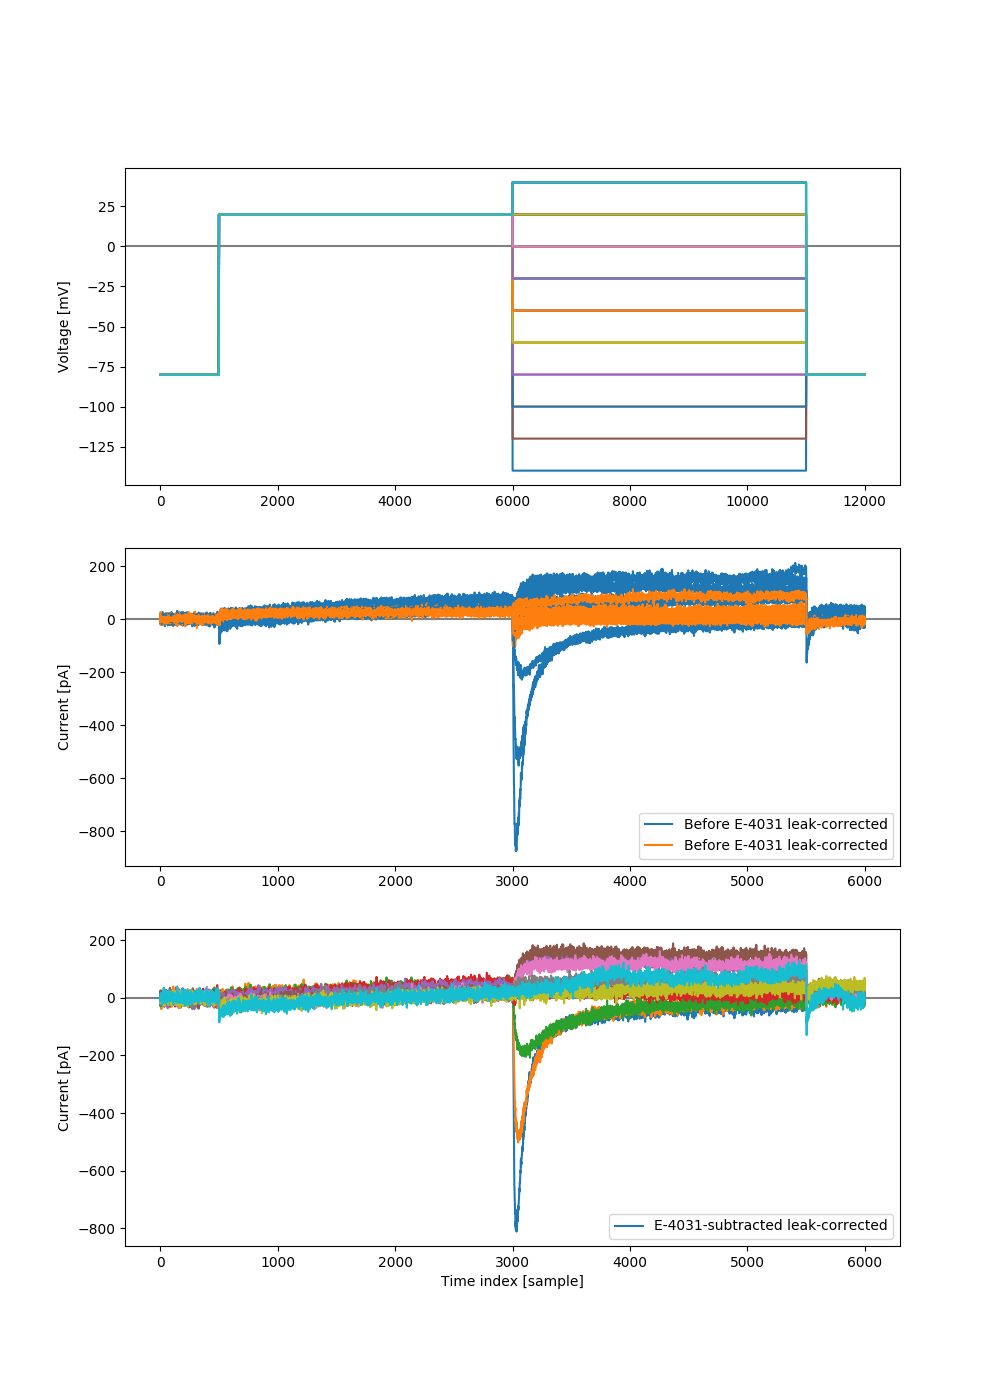 Voltage [mV]
25
0
−25
−50
−75
−100
−125
0 2000 4000 6000 8000 10000 12000
Current [pA]
200
0
−200
−400
−600
−800
Before E-4031 leak-corrected
Before E-4031 leak-corrected
0 1000 2000 3000 4000 5000 6000
Current [pA]
200
0
−200
−400
−600
−800
E-4031-subtracted leak-corrected
0 1000 2000 3000 4000 5000 6000
Time index [sample]